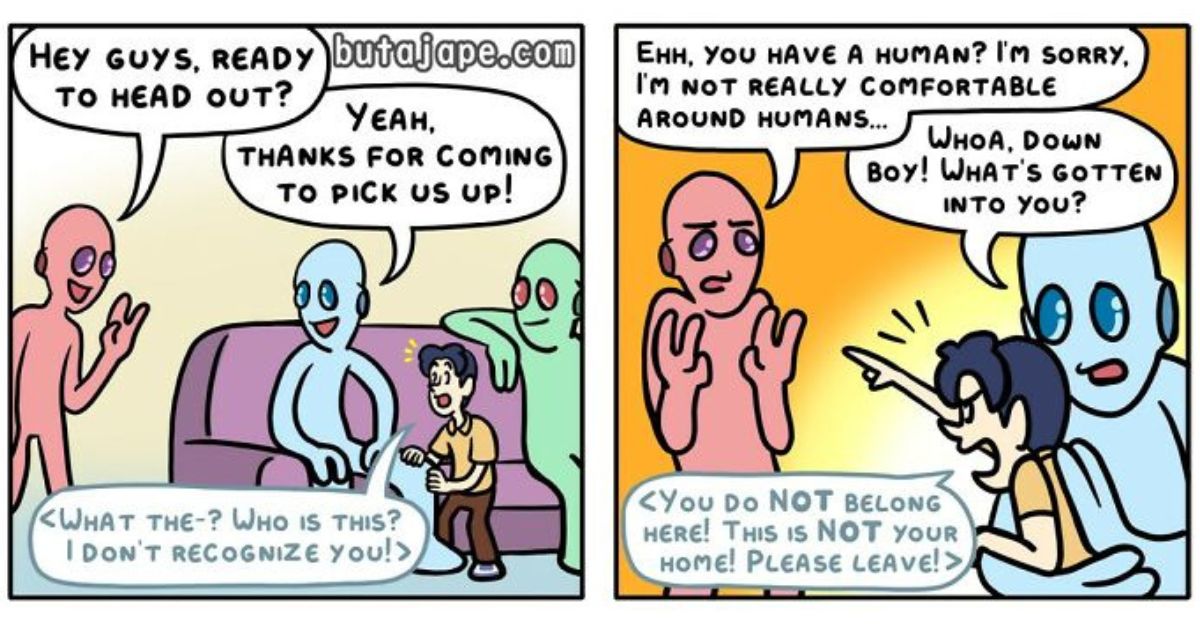 HEY GUYS, READY
TO HEAD OUT?
butajape.com
YEAH,
THANKS FOR COMING
TO PICK US UP!
<WHAT THE-? WHO IS THIS?
I DON'T RECOGNIZE YOU!>
EHH, YOU HAVE A HUMAN? I'M SORRY,
I'M NOT REALLY COMFORTABLE
AROUND HUMANS...
WHOA, DOWN
BOY! WHAT'S GOTTEN
INTO YOU?
<YOU DO NOT BELONG
HERE! THIS IS NOT YOUR
HOME! PLEASE LEAVE!>